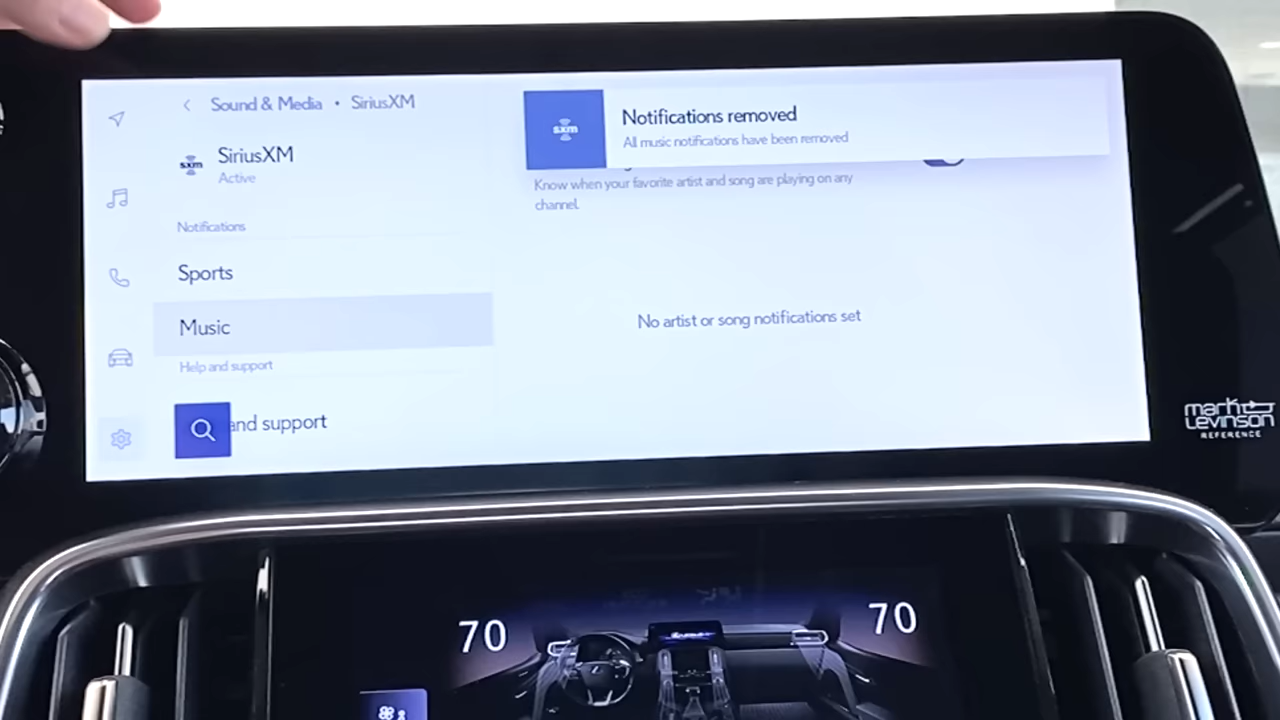 Sound & Media • SiriusXM
sxm
SiriusXM
Active
Notifications
Sports
Music
Help and support
and support
sxm
Notifications removed
All music notifications have been removed
Know when your favorite artist and song are playing on any
channel.
No artist or song notifications set
mark
Levinson
REFERENCE
70
70